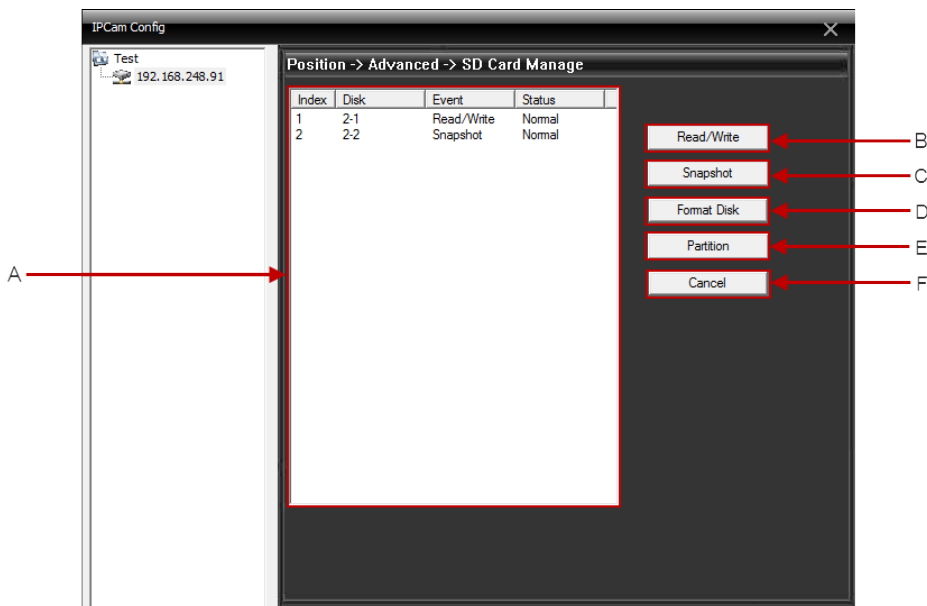 IPCam Config
Test
192.168.248.91
Position -> Advanced -> SD Card Manage
Index Disk Event Status
1 2-1 Read/Write Normal
2 2-2 Snapshot Normal
Read/Write
B
Snapshot
C
Format Disk
D
Partition
E
A
Cancel
F